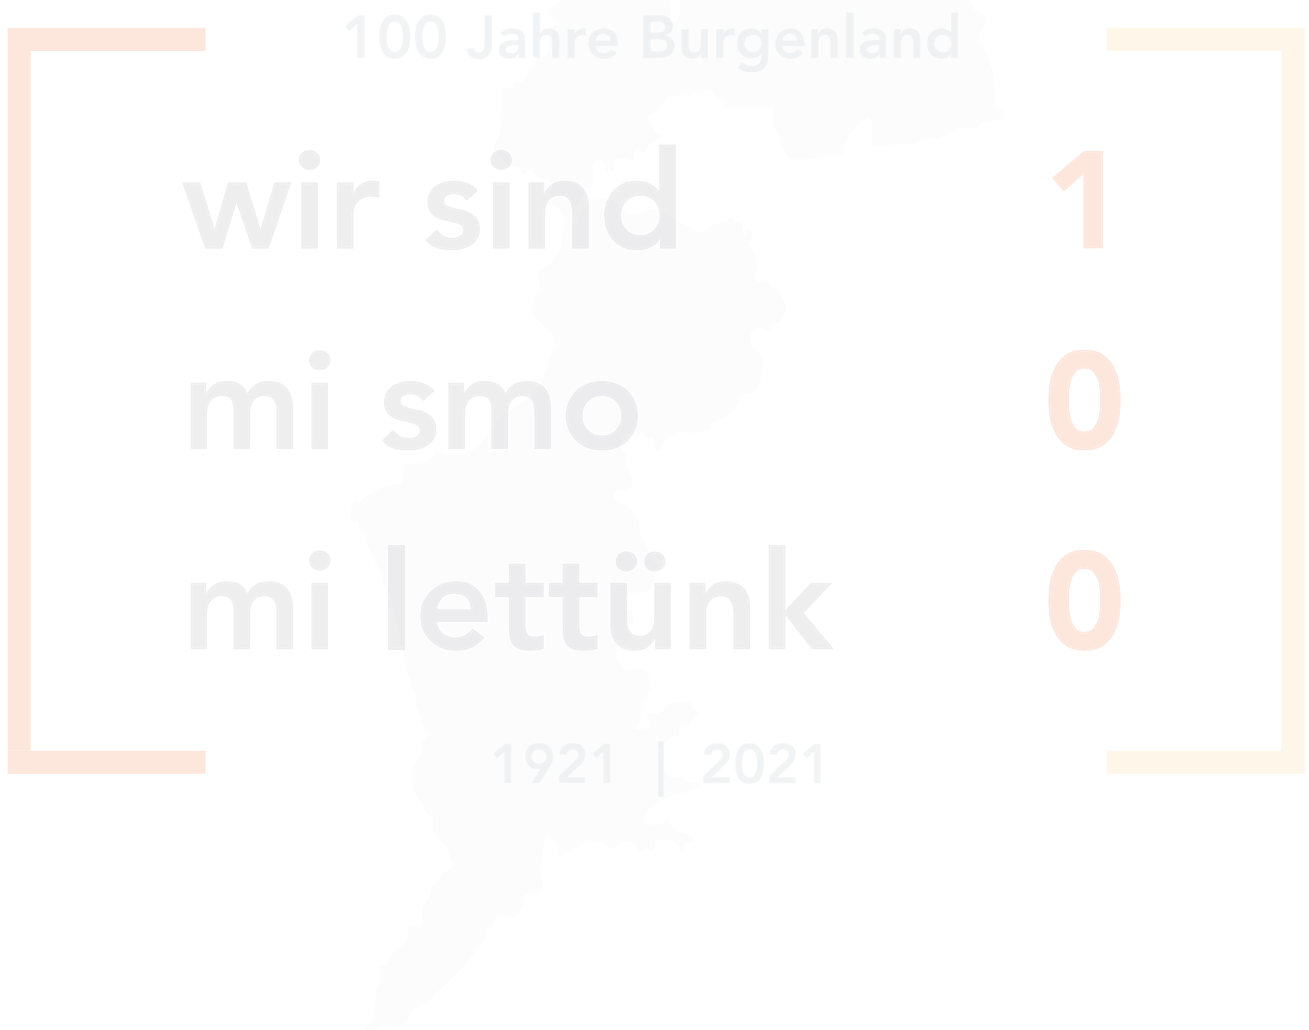 100 Jahre Burgenland
wir sind 1
mi smo 0
mi lettünk 0
1921 | 2021